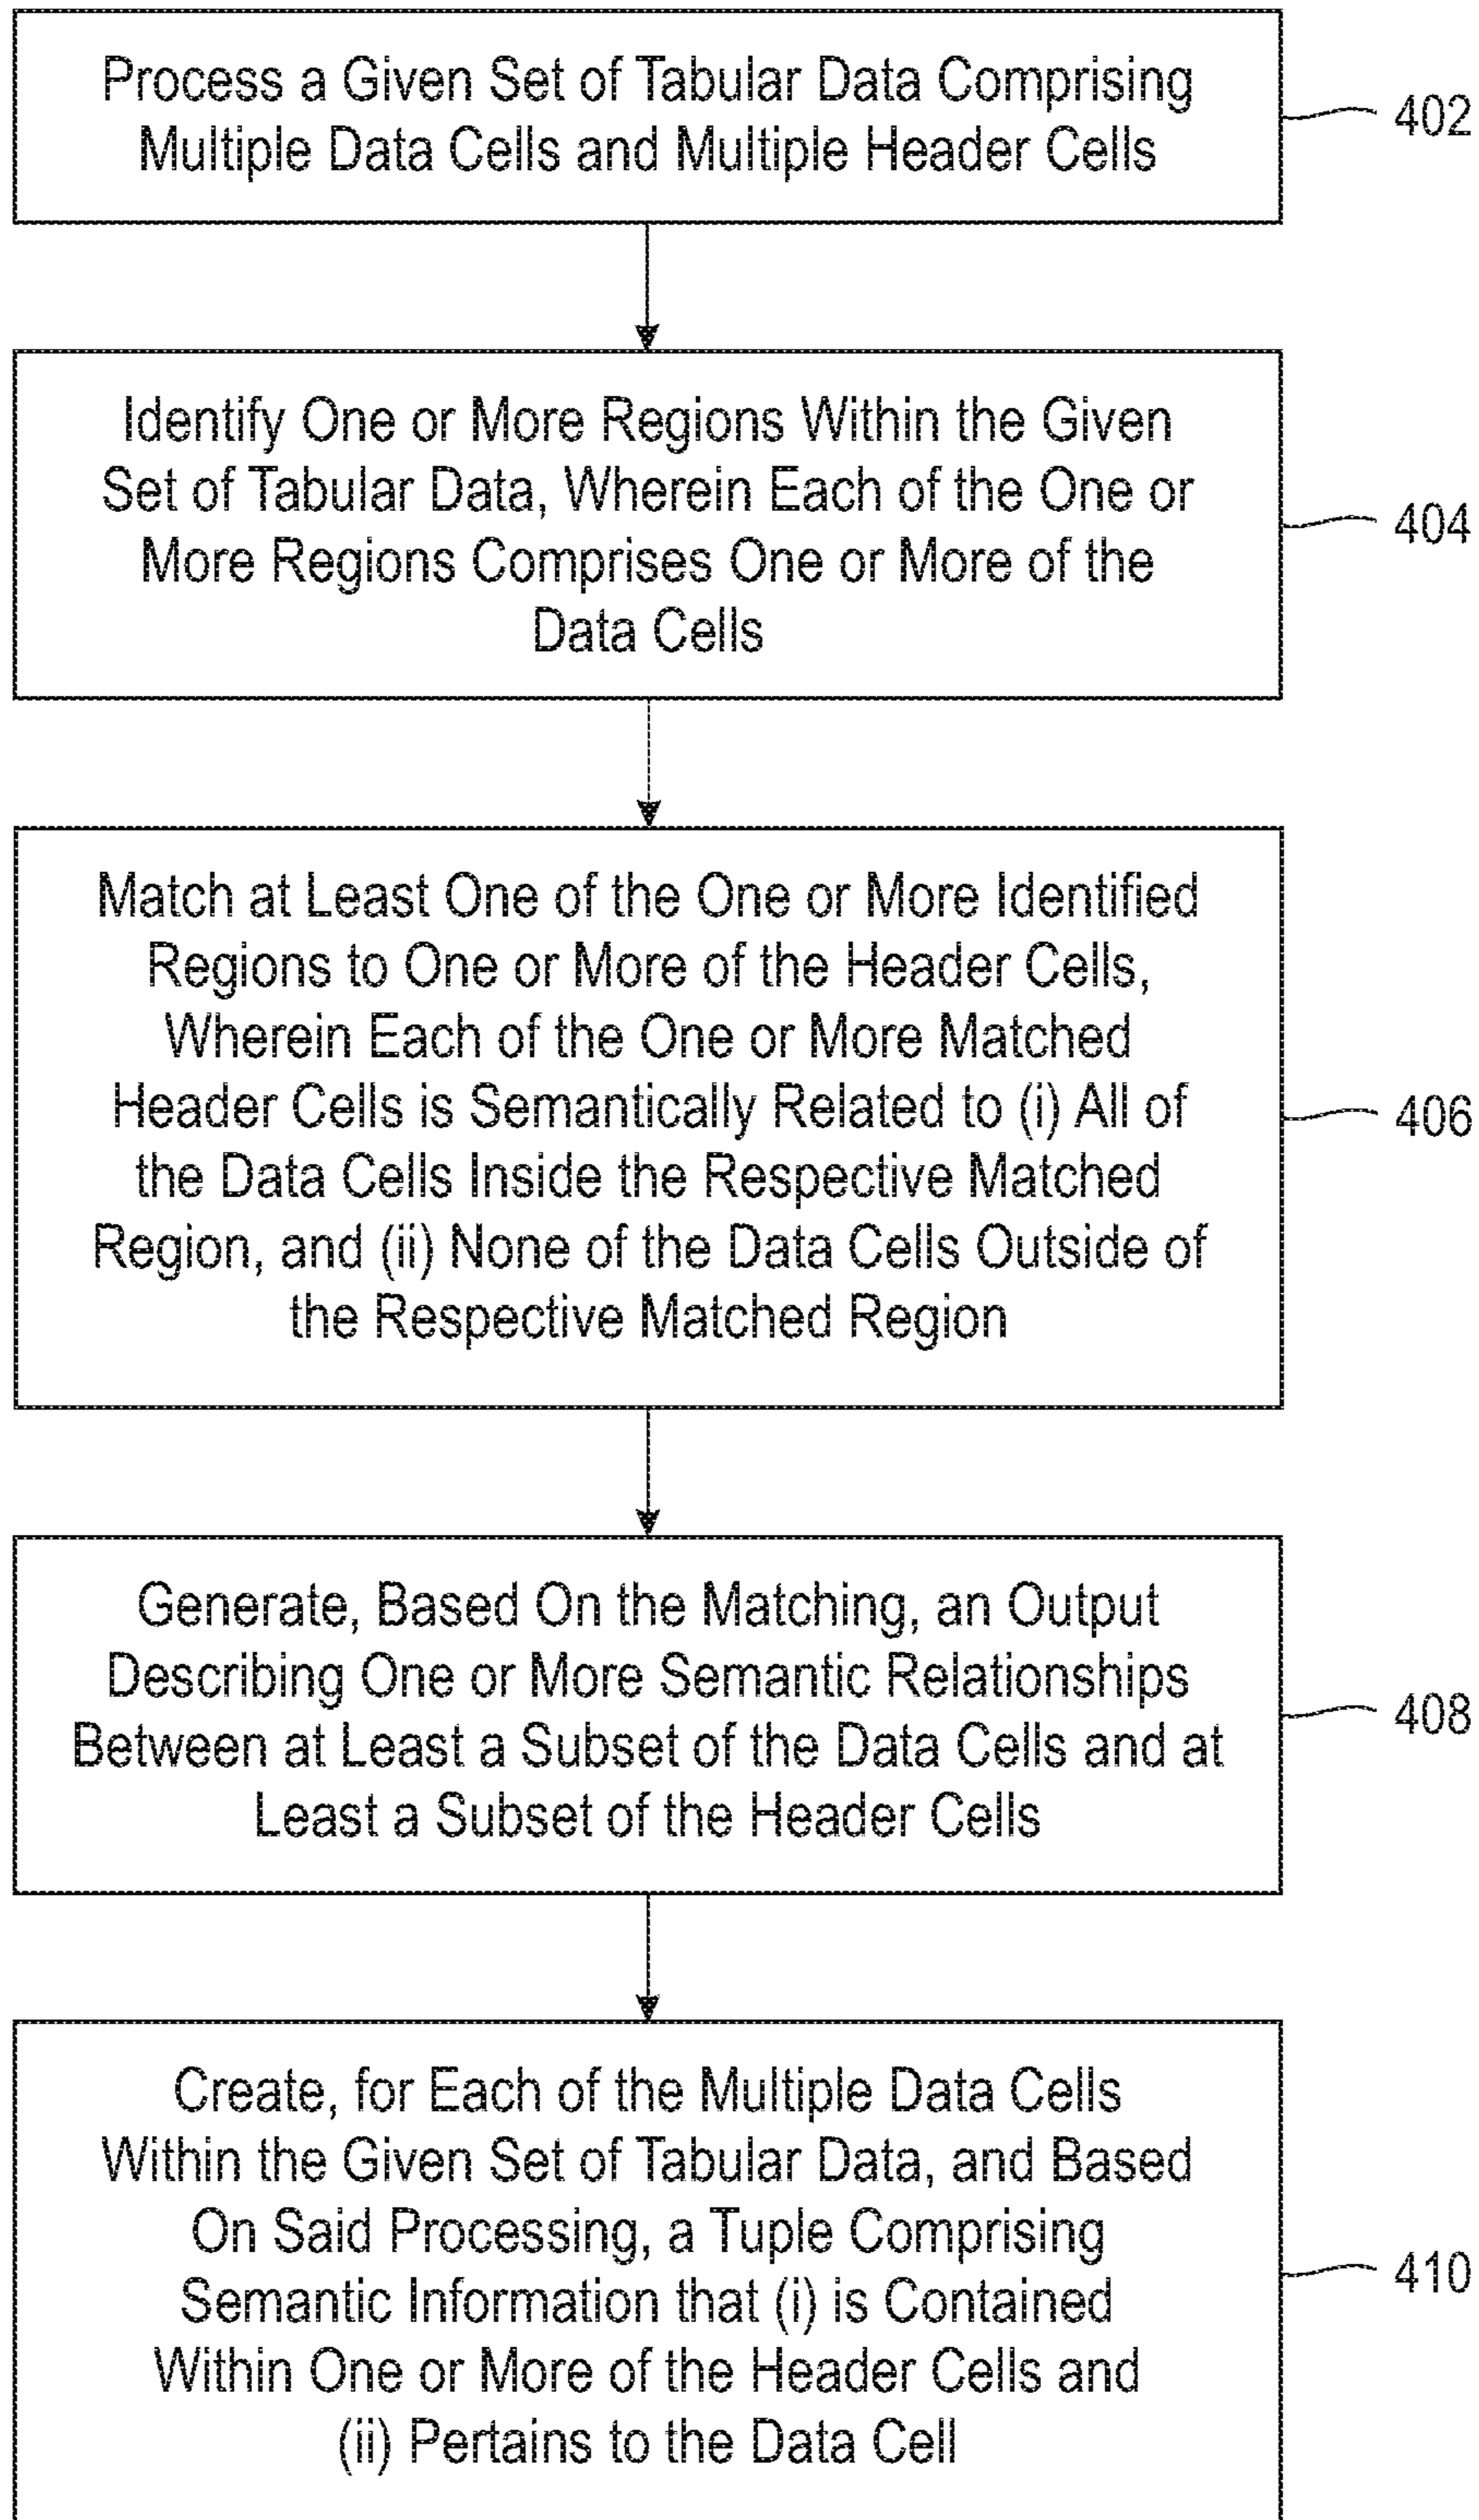 Process a Given Set of Tabular Data Comprising
Multiple Data Cells and Multiple Header Cells
402
Identify One or More Regions Within the Given
Set of Tabular Data, Wherein Each of the One or
More Regions Comprises One or More of the
Data Cells
404
Match at Least One of the One or More Identified
Regions to One or More of the Header Cells,
Wherein Each of the One or More Matched
Header Cells is Semantically Related to (i) All of
the Data Cells Inside the Respective Matched
Region, and (ii) None of the Data Cells Outside of
the Respective Matched Region
406
Generate, Based On the Matching, an Output
Describing One or More Semantic Relationships
Between at Least a Subset of the Data Cells and at
Least a Subset of the Header Cells
408
Create, for Each of the Multiple Data Cells
Within the Given Set of Tabular Data, and Based
On Said Processing, a Tuple Comprising
Semantic Information that (i) is Contained
Within One or More of the Header Cells and
(ii) Pertains to the Data Cell
410